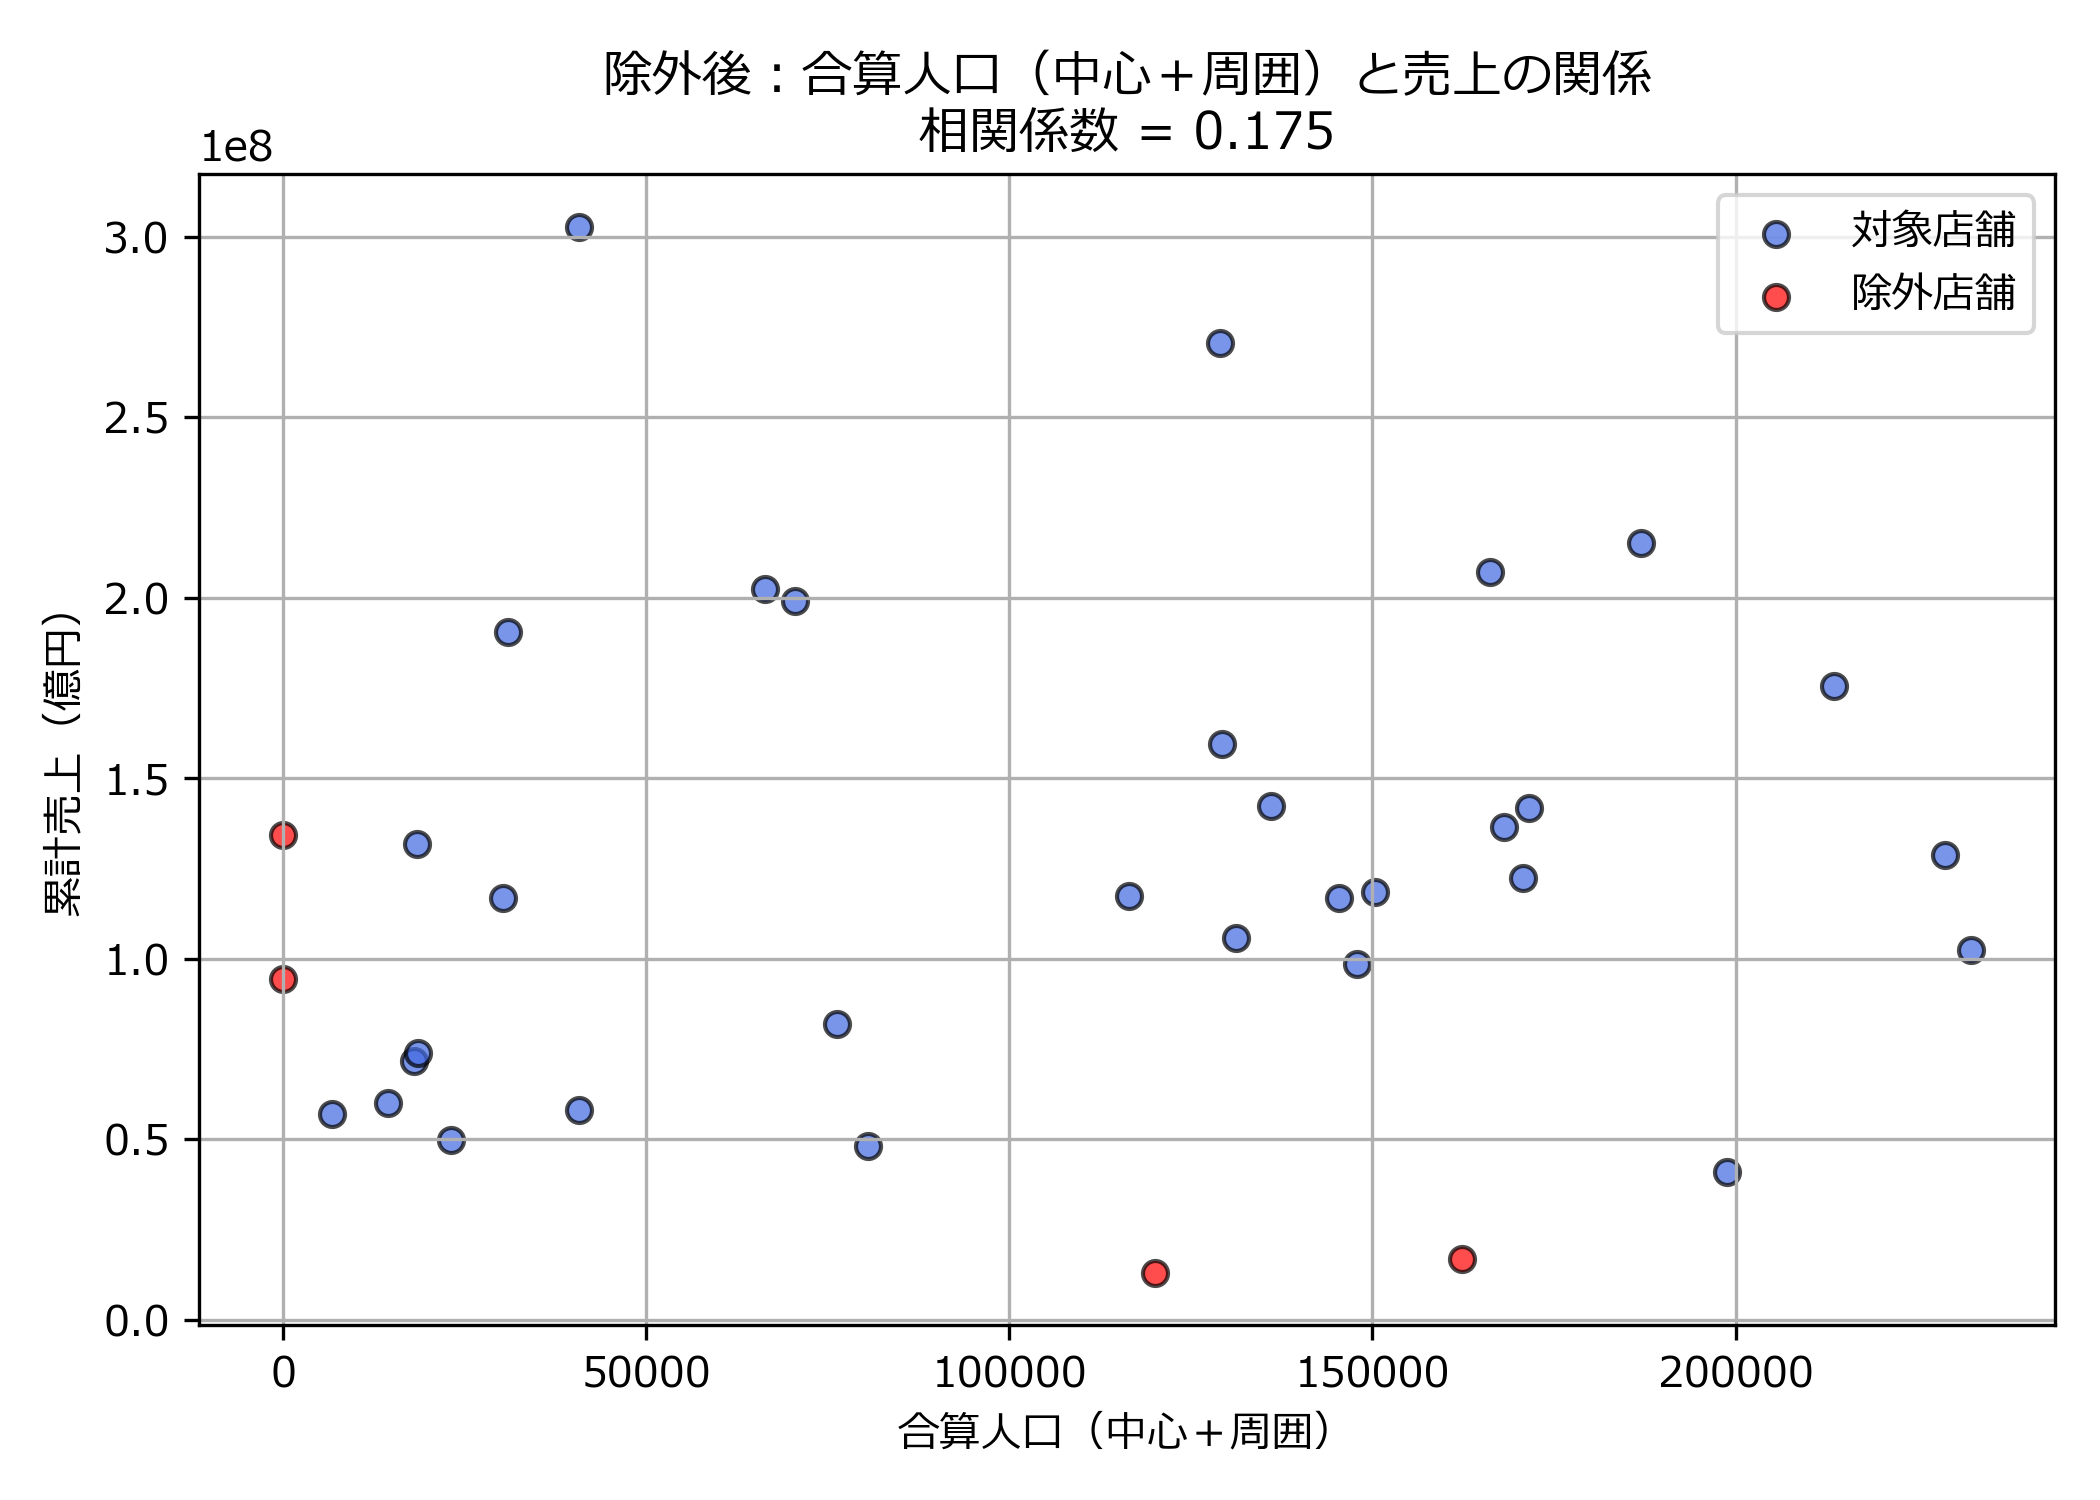 除外後：合算人口（中心＋周囲）と売上の関係
相関係数 = 0.175
1e8
3.0
2.5
2.0
1.5
1.0
0.5
0.0
累計売上（億円）
対象店舗
除外店舗
0 50000 100000 150000 200000
合算人口（中心＋周囲）